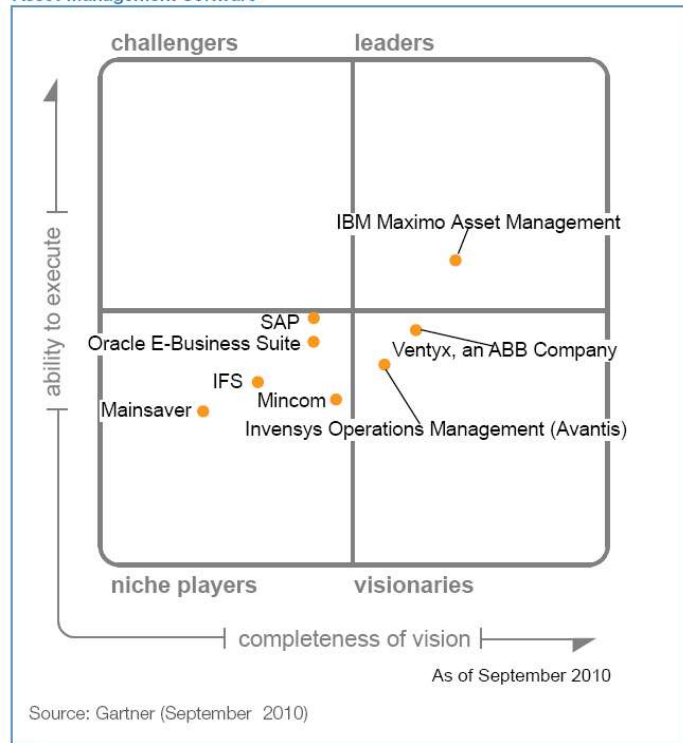 challengers
leaders
IBM Maximo Asset Management
SAP
Oracle E-Business Suite
Ventyx, an ABB Company
IFS
Mincom
Mainsaver
Invensys Operations Management (Avantis)
ability to execute
niche players
visionaries
completeness of vision
As of September 2010
Source: Gartner (September 2010)